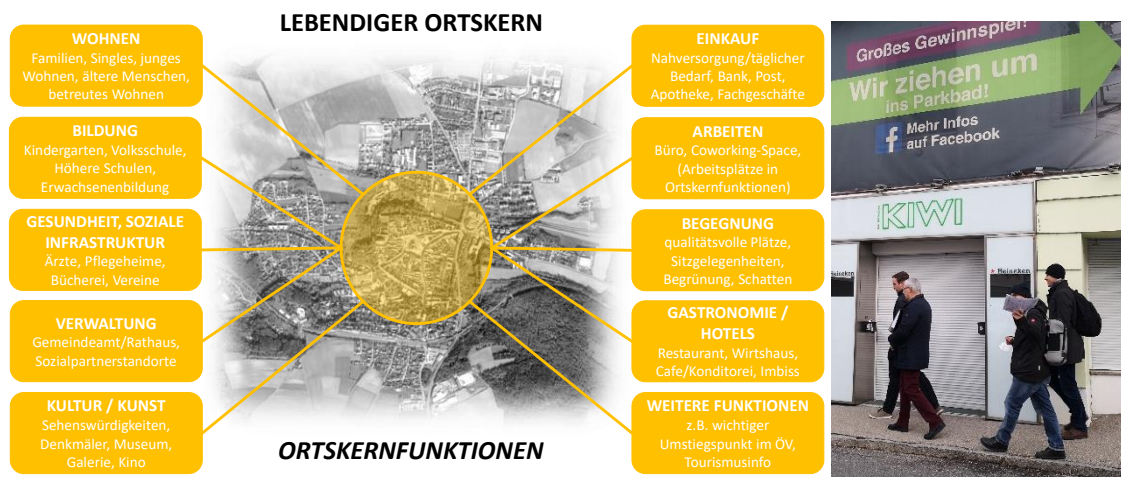 LEBENDIGER ORTSKERN
WOHNEN
Familien, Singles, junges
Wohnen, ältere Menschen,
betreutes Wohnen
BILDUNG
Kindergarten, Volksschule,
Höhere Schulen,
Erwachsenenbildung
GESUNDHEIT, SOZIALE
INFRASTRUKTUR
Ärzte, Pflegeheime,
Bücherei, Vereine
VERWALTUNG
Gemeindeamt/Rathaus,
Sozialpartnerstandorte
KULTUR / KUNST
Sehenswürdigkeiten,
Denkmäler, Museum,
Galerie, Kino
EINKAUF
Nahversorgung/täglicher
Bedarf, Bank, Post,
Apotheke, Fachgeschäfte
ARBEITEN
Büro, Coworking-Space,
(Arbeitsplätze in
Ortskernfunktionen)
BEGEGNUNG
qualitätsvolle Plätze,
Sitzgelegenheiten,
Begrünung, Schatten
GASTRONOMIE /
HOTELS
Restaurant, Wirtshaus,
Cafe/Konditorei, Imbiss
WEITERE FUNKTIONEN
z.B. wichtiger
Umstiegspunkt im ÖV,
Tourismusinfo
ORTSKERNFUNKTIONEN
Großes Gewinnspiel!
Wir ziehen um
ins Parkbad!
f Mehr Infos
auf Facebook
KIWI
Heineken
Heineken